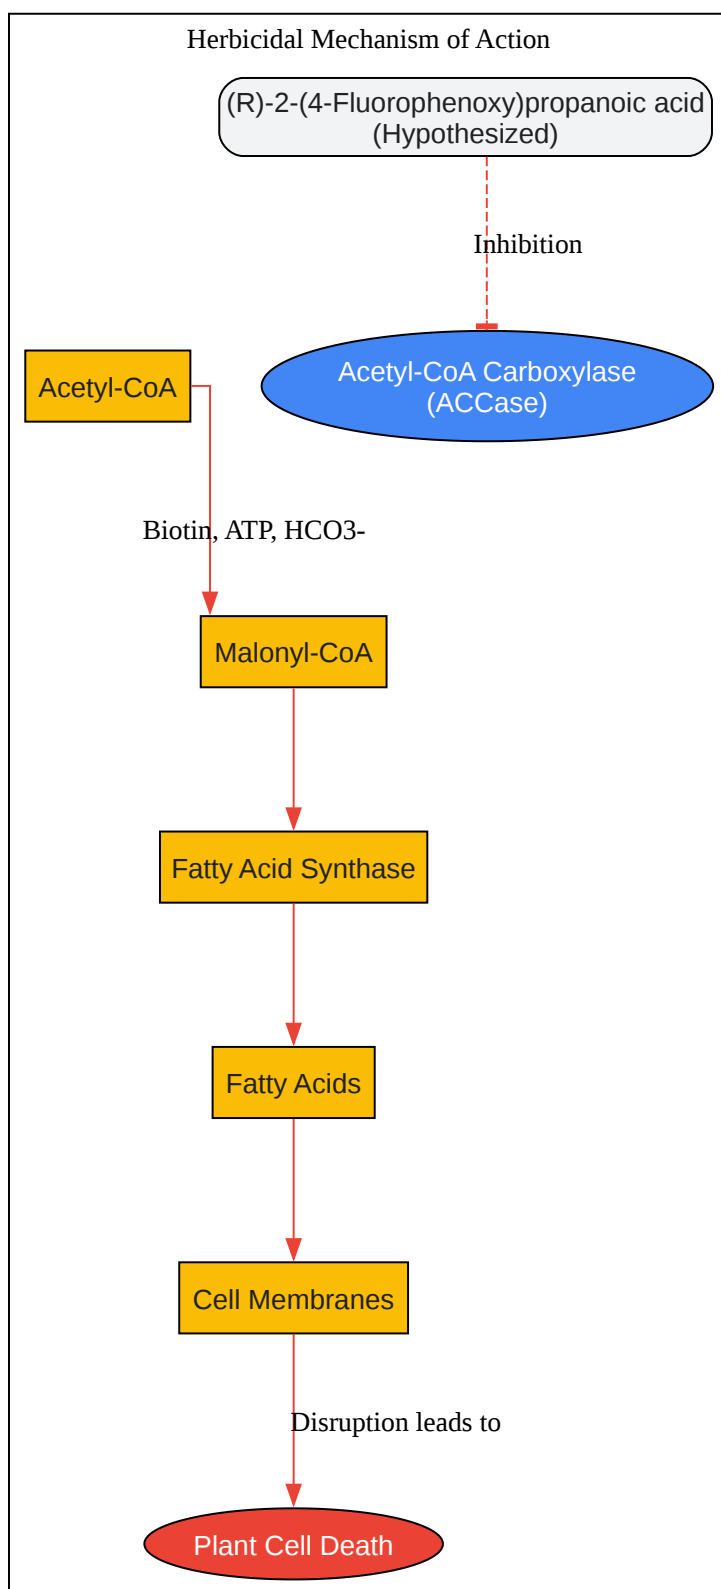 Herbicidal Mechanism of Action
(R)-2-(4-Fluorophenoxy)propanoic acid
(Hypothesized)
Inhibition
Acetyl-CoA
Acetyl-CoA Carboxylase
(ACCase)
Biotin, ATP, HCO3-
Malonyl-CoA
Fatty Acid Synthase
Fatty Acids
Cell Membranes
Disruption leads to
Plant Cell Death